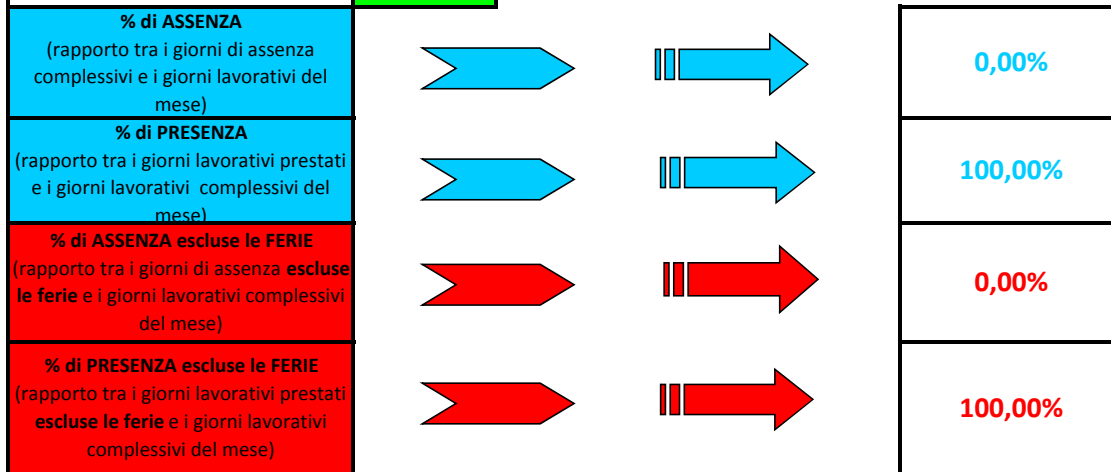 % di ASSENZA
(rapporto tra i giorni di assenza
complessivi e i giorni lavorativi del
mese)
0,00%
% di PRESENZA
(rapporto tra i giorni lavorativi prestati
e i giorni lavorativi complessivi del
mese)
100,00%
% di ASSENZA escluse le FERIE
(rapporto tra i giorni di assenza escluse
le ferie e i giorni lavorativi complessivi
del mese)
0,00%
% di PRESENZA escluse le FERIE
(rapporto tra i giorni lavorativi prestati
escluse le ferie e i giorni lavorativi
complessivi del mese)
100,00%